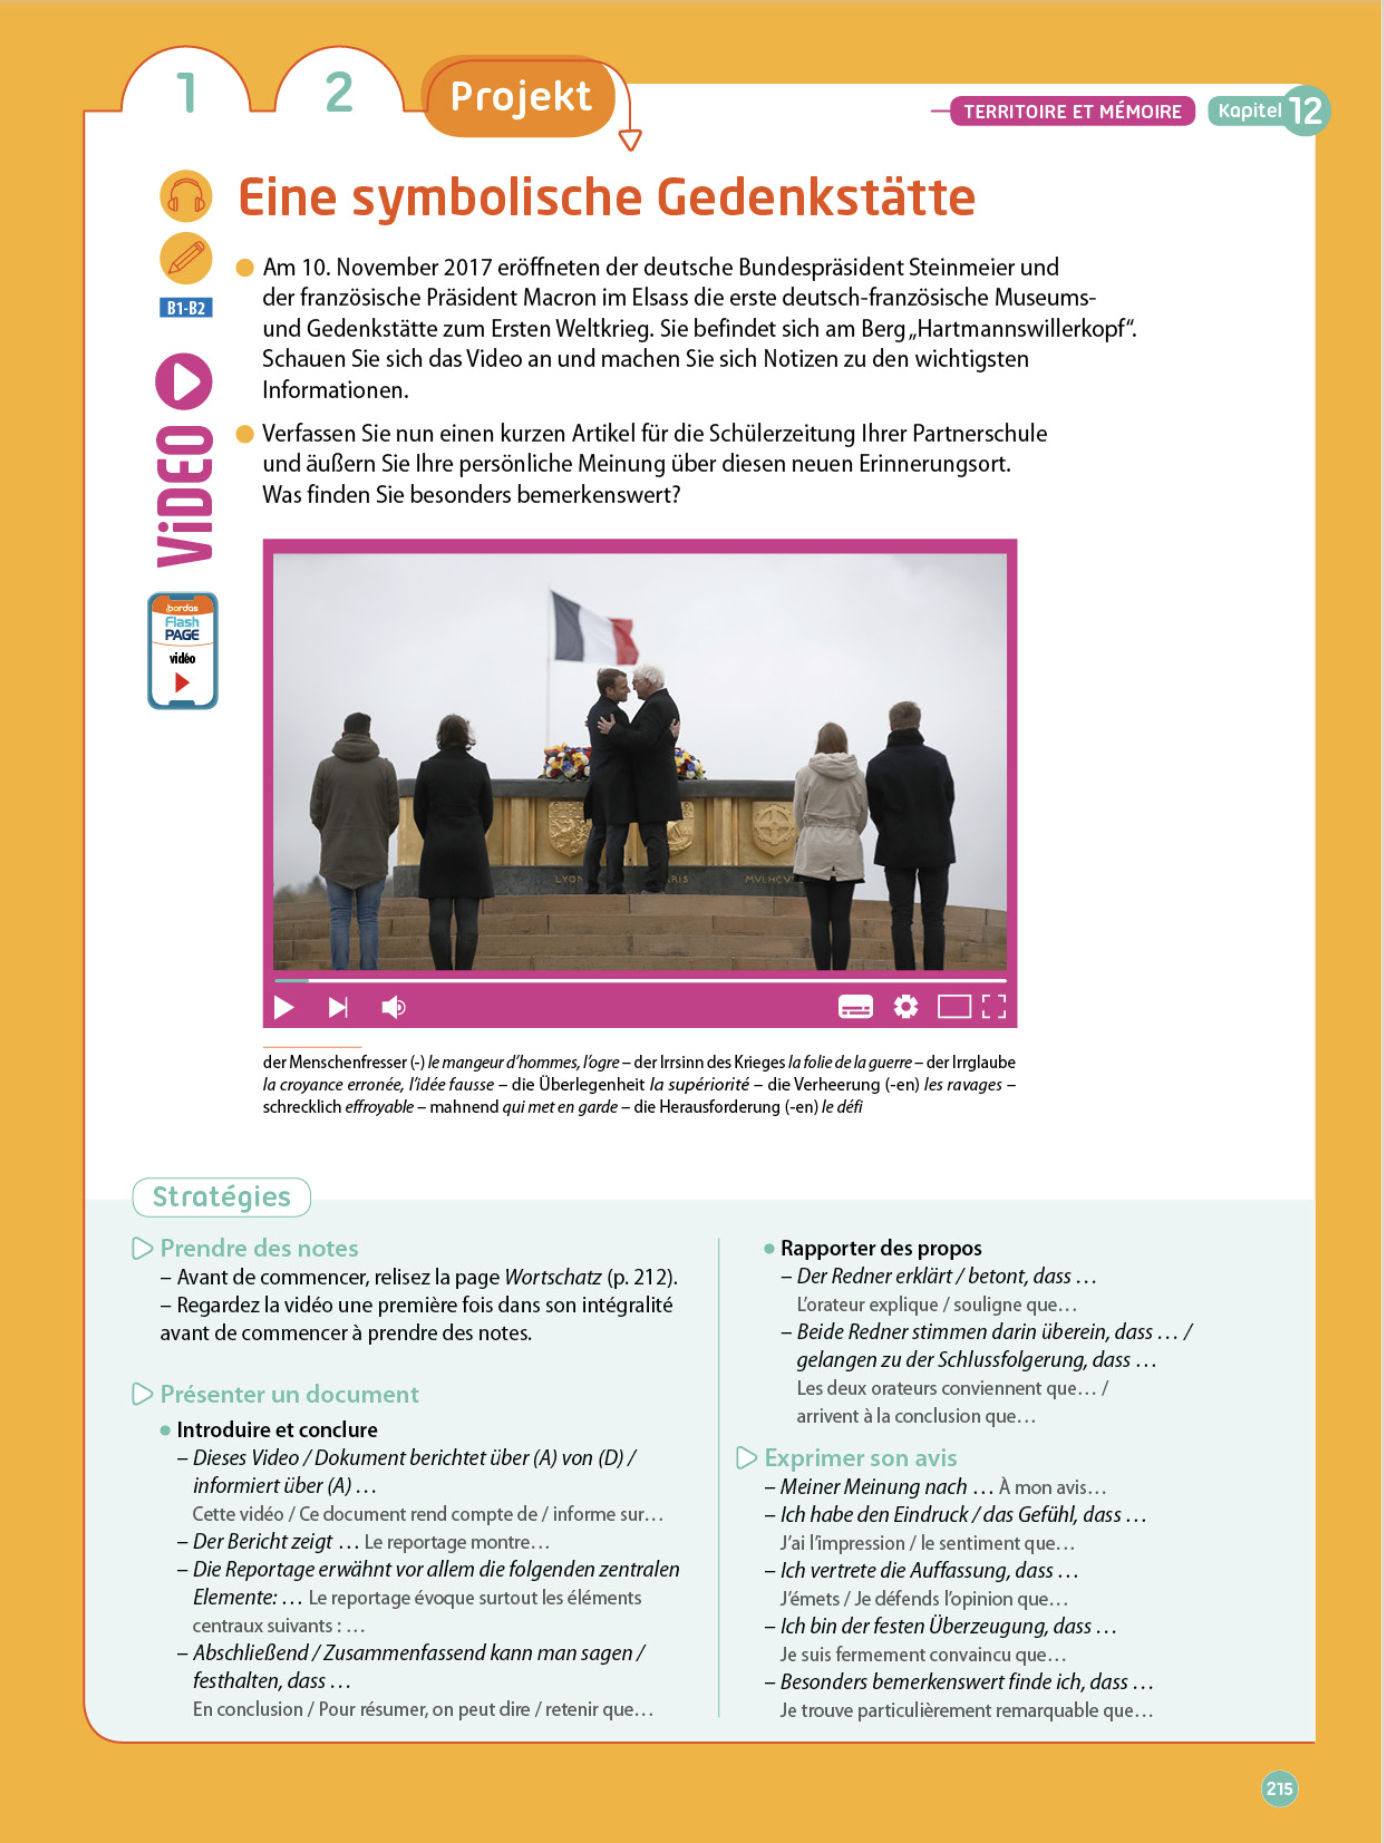 1
2
Projekt
TERRITOIRE ET MÉMOIRE
Kapitel 12
Eine symbolische Gedenkstätte
B1-B2
ViDEO
bordas
Flash
PAGE
vidéo
Am 10. November 2017 eröffneten der deutsche Bundespräsident Steinmeier und
der französische Präsident Macron im Elsass die erste deutsch-französische Museums-
und Gedenkstätte zum Ersten Weltkrieg. Sie befindet sich am Berg „Hartmannswillerkopf“.
Schauen Sie sich das Video an und machen Sie sich Notizen zu den wichtigsten
Informationen.
Verfassen Sie nun einen kurzen Artikel für die Schülerzeitung Ihrer Partnerschule
und äußern Sie Ihre persönliche Meinung über diesen neuen Erinnerungsort.
Was finden Sie besonders bemerkenswert?
LYON
RIS
MVLHCV
der Menschenfresser (-) le mangeur d’hommes, l’ogre – der Irrsinn des Krieges la folie de la guerre – der Irrglaube
la croyance erronée, l’idée fausse – die Überlegenheit la supériorité – die Verheerung (-en) les ravages –
schrecklich effroyable – mahnend qui met en garde – die Herausforderung (-en) le défi
Stratégies
Prendre des notes
– Avant de commencer, relisez la page Wortschatz (p. 212).
– Regardez la vidéo une première fois dans son intégralité
avant de commencer à prendre des notes.
Présenter un document
• Introduire et conclure
– Dieses Video / Dokument berichtet über (A) von (D) /
informiert über (A) …
Cette vidéo / Ce document rend compte de / informe sur…
– Der Bericht zeigt … Le reportage montre…
– Die Reportage erwähnt vor allem die folgenden zentralen
Elemente: … Le reportage évoque surtout les éléments
centraux suivants : …
– Abschließend / Zusammenfassend kann man sagen /
festhalten, dass …
En conclusion / Pour résumer, on peut dire / retenir que…
• Rapporter des propos
– Der Redner erklärt / betont, dass …
L’orateur explique / souligne que…
– Beide Redner stimmen darin überein, dass … /
gelangen zu der Schlussfolgerung, dass …
Les deux orateurs conviennent que… /
arrivent à la conclusion que…
Exprimer son avis
– Meiner Meinung nach … À mon avis…
– Ich habe den Eindruck / das Gefühl, dass …
J’ai l’impression / le sentiment que…
– Ich vertrete die Auffassung, dass …
J’émets / Je défends l’opinion que…
– Ich bin der festen Überzeugung, dass …
Je suis fermement convaincu que…
– Besonders bemerkenswert finde ich, dass …
Je trouve particulièrement remarquable que…
215